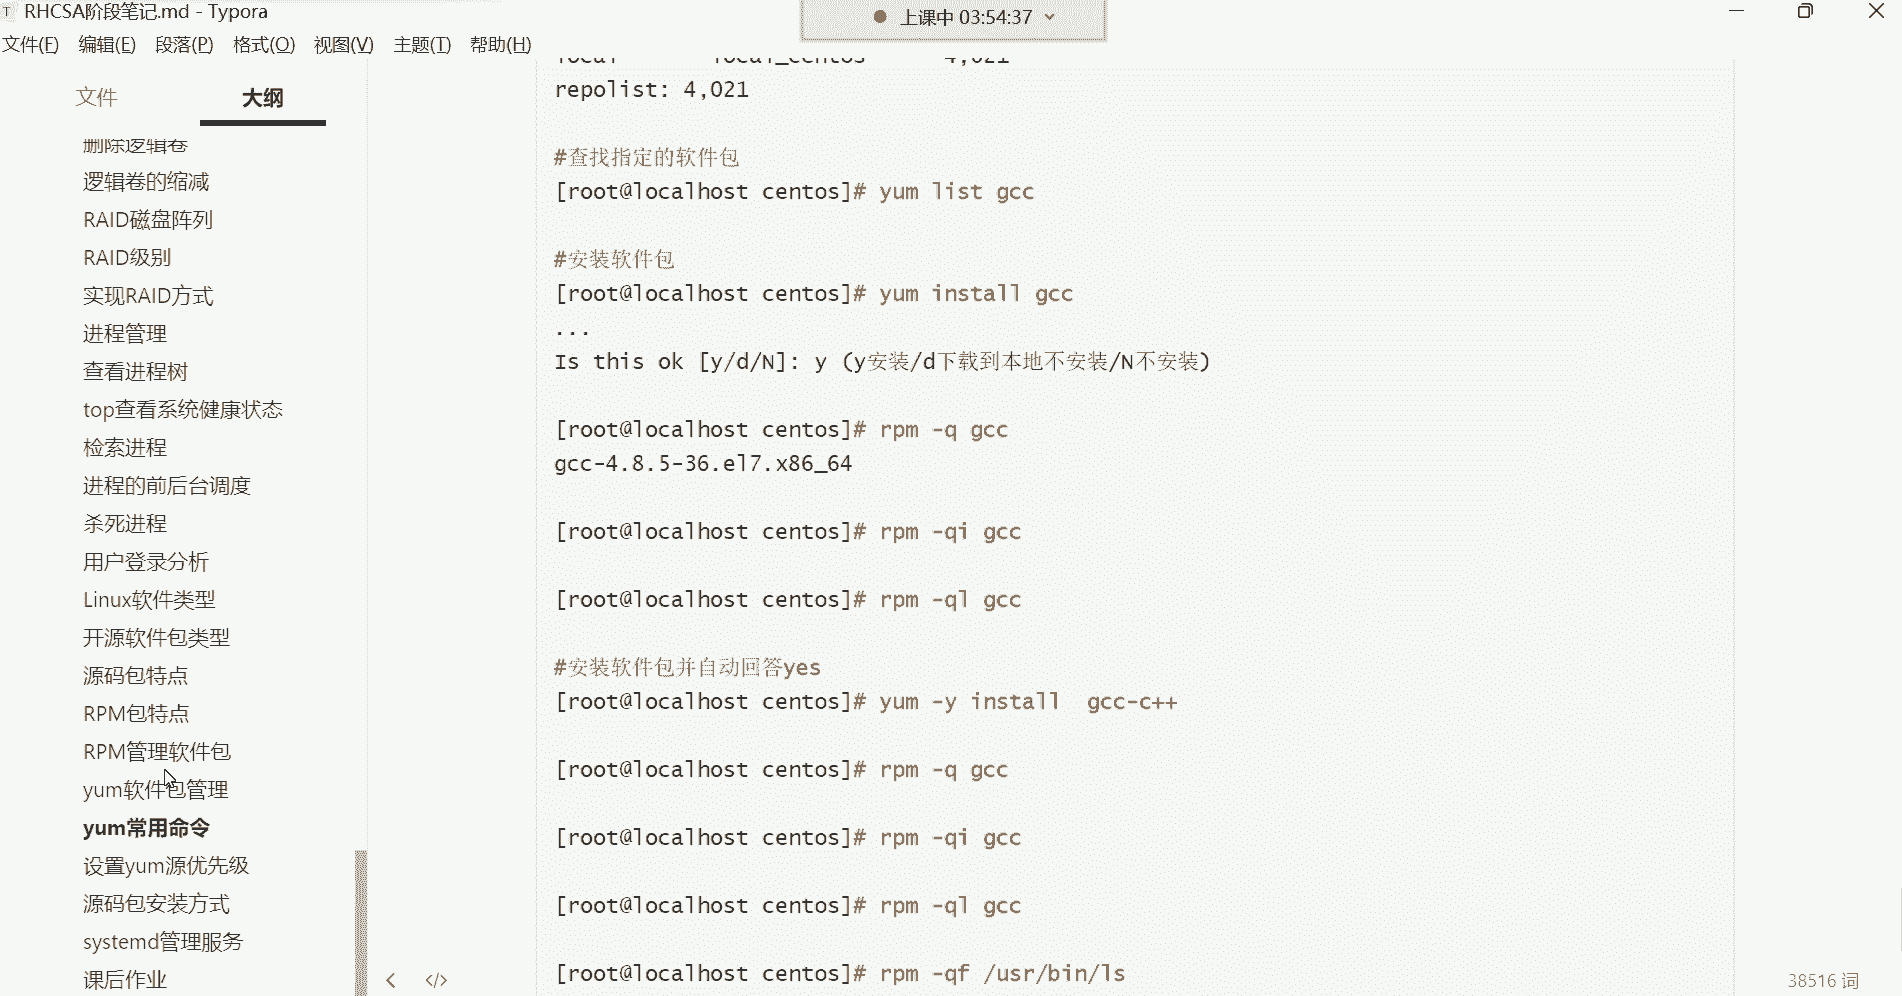 RHCSA阶段笔记.md - Typora
上课中 03:54:37
文件(F) 编辑(E) 段落(P) 格式(O) 视图(V) 主题(T) 帮助(H)
文件 大纲
删除逻辑卷
逻辑卷的缩减
RAID磁盘阵列
RAID级别
实现RAID方式
进程管理
查看进程树
top查看系统健康状态
检索进程
进程的前后台调度
杀死进程
用户登录分析
Linux软件类型
开源软件包类型
源码包特点
RPM包特点
RPM管理软件包
yum软件包管理
yum常用命令
设置yum源优先级
源码包安装方式
systemd管理服务
课后作业
local local_centos 4,021
repolist: 4,021
#查找指定的软件包
[root@localhost centos]# yum list gcc
#安装软件包
[root@localhost centos]# yum install gcc
...
Is this ok [y/d/N]: y (y安装/d下载到本地不安装/N不安装)
[root@localhost centos]# rpm -q gcc
gcc-4.8.5-36.el7.x86_64
[root@localhost centos]# rpm -qi gcc
[root@localhost centos]# rpm -ql gcc
#安装软件包并自动回答yes
[root@localhost centos]# yum -y install  gcc-c++
[root@localhost centos]# rpm -q gcc
[root@localhost centos]# rpm -qi gcc
[root@localhost centos]# rpm -ql gcc
[root@localhost centos]# rpm -qf /usr/bin/ls
38516 词